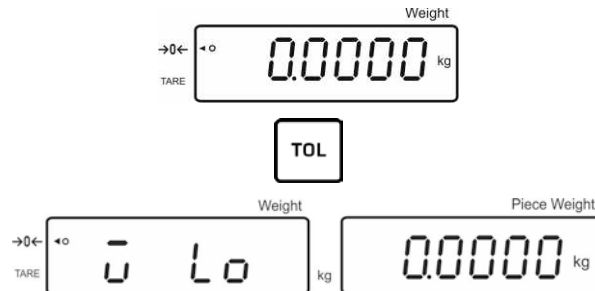 Weight
→0← ◄o 0.0000 kg
TARE
TOL
Weight Piece Weight
→0← ◄o ū Lo kg 0.0000 kg
TARE